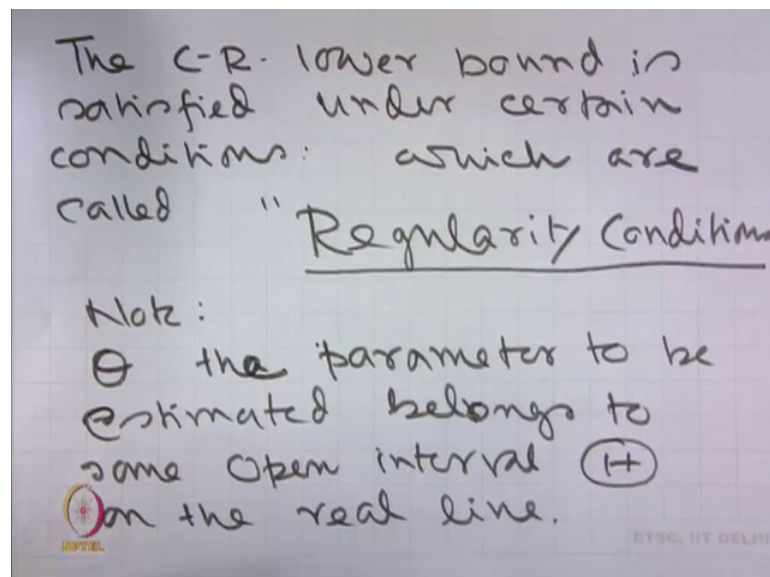 The C-R. lower bound is
satisfied under certain
conditions: which are
called "Regularity Condition
Note:
θ the parameter to be
estimated belongs to
some open interval Ⓗ
on the real line.
NPTEL
ETSC, IIT DELHI